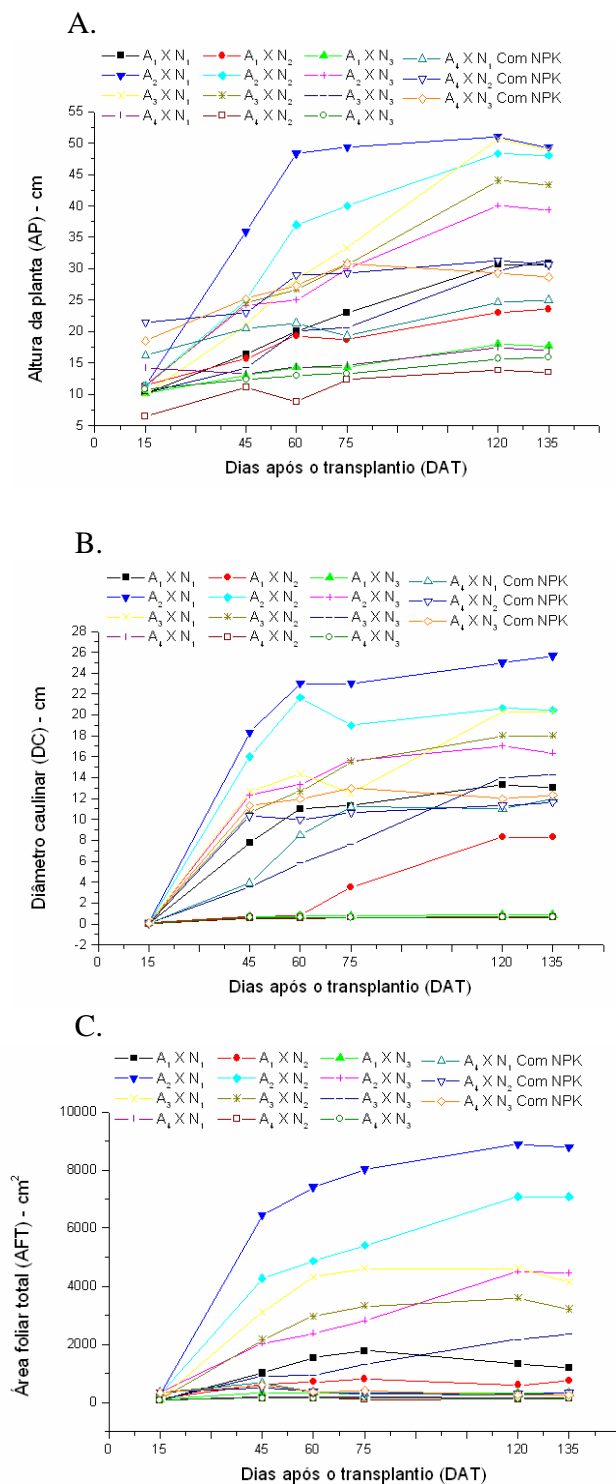 A.
A₁ X N₁ A₁ X N₂ A₁ X N₃ A₄ X N₁ Com NPK
A₂ X N₁ A₂ X N₂ A₂ X N₃ A₄ X N₂ Com NPK
A₃ X N₁ A₃ X N₂ A₃ X N₃ A₄ X N₃ Com NPK
A₄ X N₁ A₄ X N₂ A₄ X N₃
Altura da planta (AP) - cm
55
50
45
40
35
30
25
20
15
10
5
0 15 45 60 75 120 135
Dias após o transplantio (DAT)
B.
A₁ X N₁ A₁ X N₂ A₁ X N₃ A₄ X N₁ Com NPK
A₂ X N₁ A₂ X N₂ A₂ X N₃ A₄ X N₂ Com NPK
A₃ X N₁ A₃ X N₂ A₃ X N₃ A₄ X N₃ Com NPK
A₄ X N₁ A₄ X N₂ A₄ X N₃
Diâmetro caulinar (DC) - cm
28
26
24
22
20
18
16
14
12
10
8
6
4
2
0
-2
0 15 45 60 75 120 135
Dias após o transplantio (DAT)
C.
A₁ X N₁ A₁ X N₂ A₁ X N₃ A₄ X N₁ Com NPK
A₂ X N₁ A₂ X N₂ A₂ X N₃ A₄ X N₂ Com NPK
A₃ X N₁ A₃ X N₂ A₃ X N₃ A₄ X N₃ Com NPK
A₄ X N₁ A₄ X N₂ A₄ X N₃
Área foliar total (AFT) - cm²
10000
8000
6000
4000
2000
0
0 15 45 60 75 120 135
Dias após o transplantio (DAT)